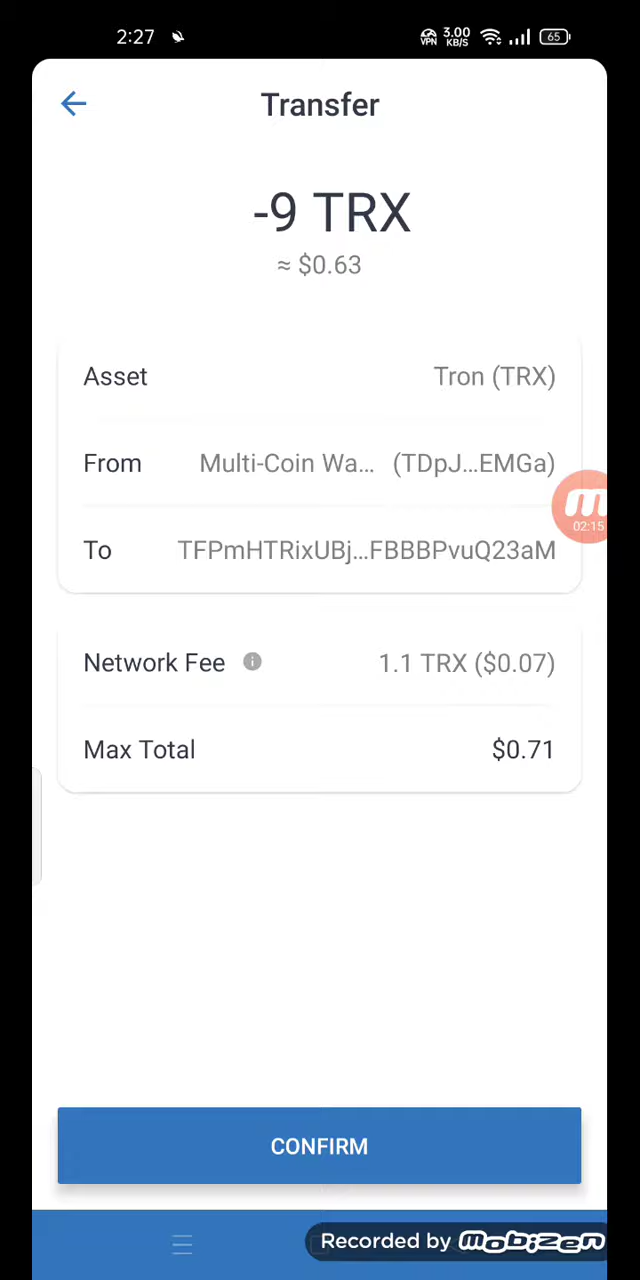 2:27 VPN 3.00 KB/S 65
Transfer
-9 TRX
≈ $0.63
Asset Tron (TRX)
From Multi-Coin Wa... (TDpJ...EMGa)
02:15
To TFPmHTRixUBj...FBBBPvuQ23aM
Network Fee i 1.1 TRX ($0.07)
Max Total $0.71
CONFIRM
Recorded by mobizen